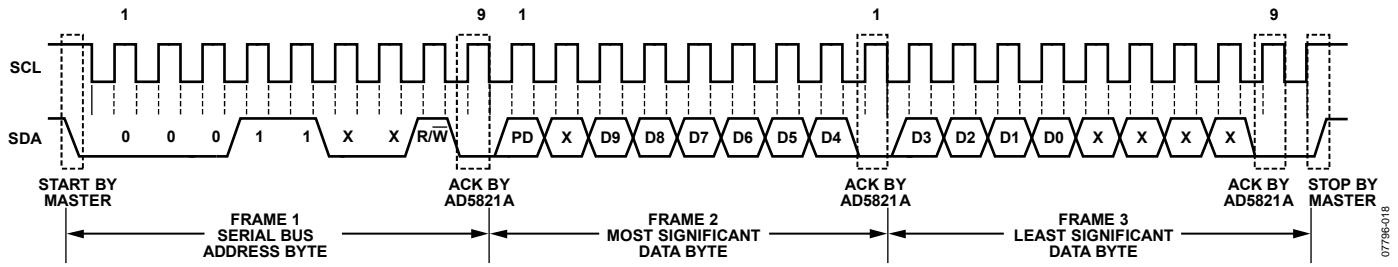 1 9 1 1 9
SCL
SDA 0 0 0 1 1 X X R/W̅ PD X D9 D8 D7 D6 D5 D4 D3 D2 D1 D0 X X X X
START BY
MASTER
ACK BY
AD5821A
ACK BY
AD5821A
ACK BY
AD5821A
STOP BY
MASTER
FRAME 1
SERIAL BUS
ADDRESS BYTE
FRAME 2
MOST SIGNIFICANT
DATA BYTE
FRAME 3
LEAST SIGNIFICANT
DATA BYTE
07796-018